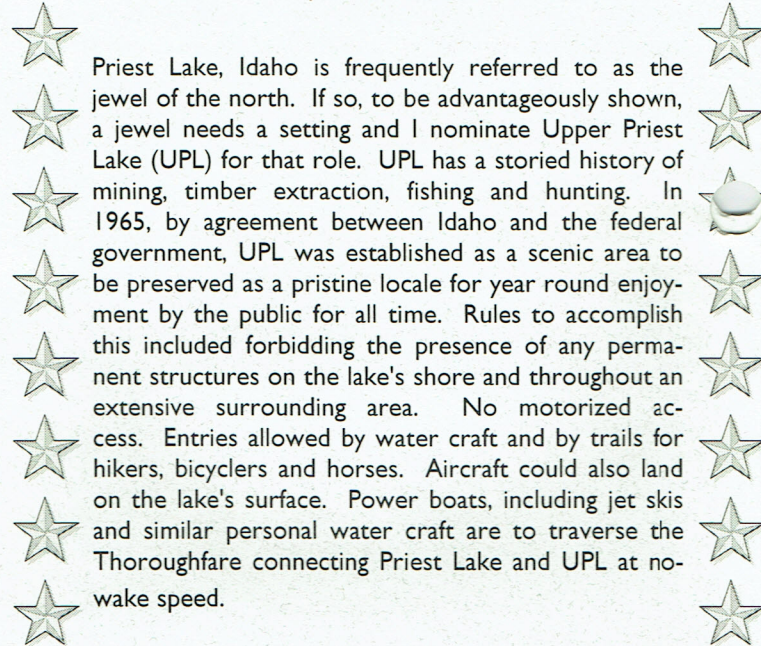 Priest Lake, Idaho is frequently referred to as the
jewel of the north. If so, to be advantageously shown,
a jewel needs a setting and I nominate Upper Priest
Lake (UPL) for that role. UPL has a storied history of
mining, timber extraction, fishing and hunting. In
1965, by agreement between Idaho and the federal
government, UPL was established as a scenic area to
be preserved as a pristine locale for year round enjoy-
ment by the public for all time. Rules to accomplish
this included forbidding the presence of any perma-
nent structures on the lake's shore and throughout an
extensive surrounding area. No motorized ac-
cess. Entries allowed by water craft and by trails for
hikers, bicyclers and horses. Aircraft could also land
on the lake's surface. Power boats, including jet skis
and similar personal water craft are to traverse the
Thoroughfare connecting Priest Lake and UPL at no-
wake speed.